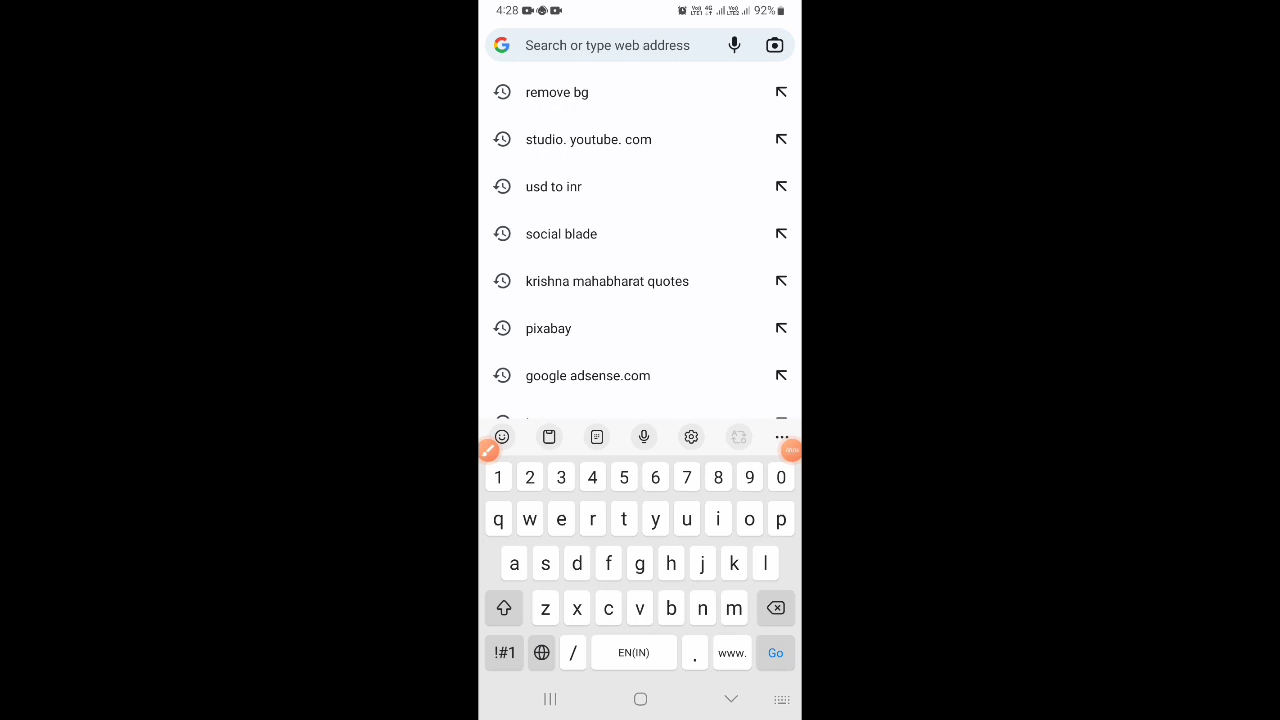 4:28 92%
Search or type web address
remove bg
studio. youtube. com
usd to inr
social blade
krishna mahabharat quotes
pixabay
google adsense.com
1 2 3 4 5 6 7 8 9 0
q w e r t y u i o p
a s d f g h j k l
z x c v b n m
!#1 / EN(IN) . www. Go